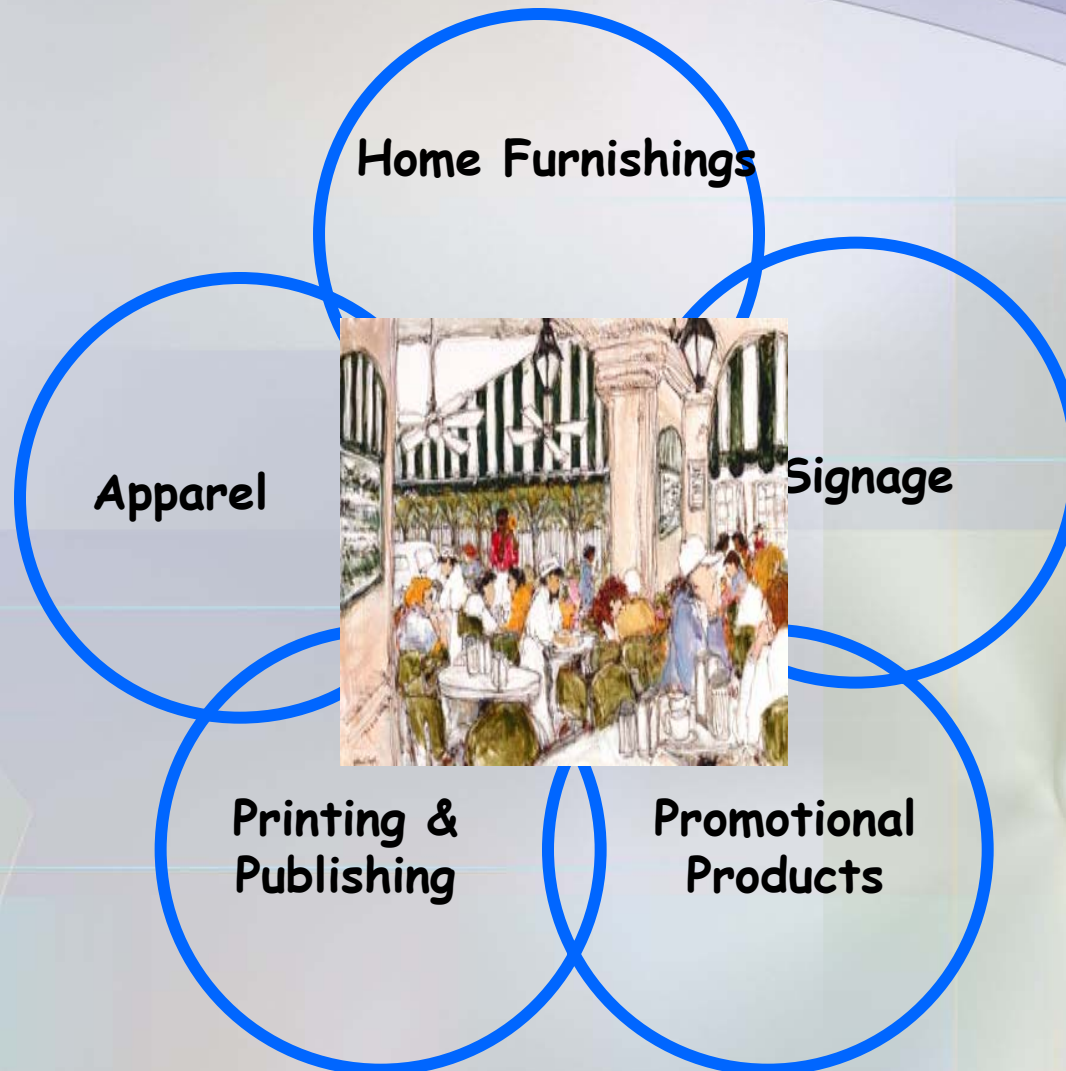 Home Furnishings
Apparel
Signage
Printing &
Publishing
Promotional
Products